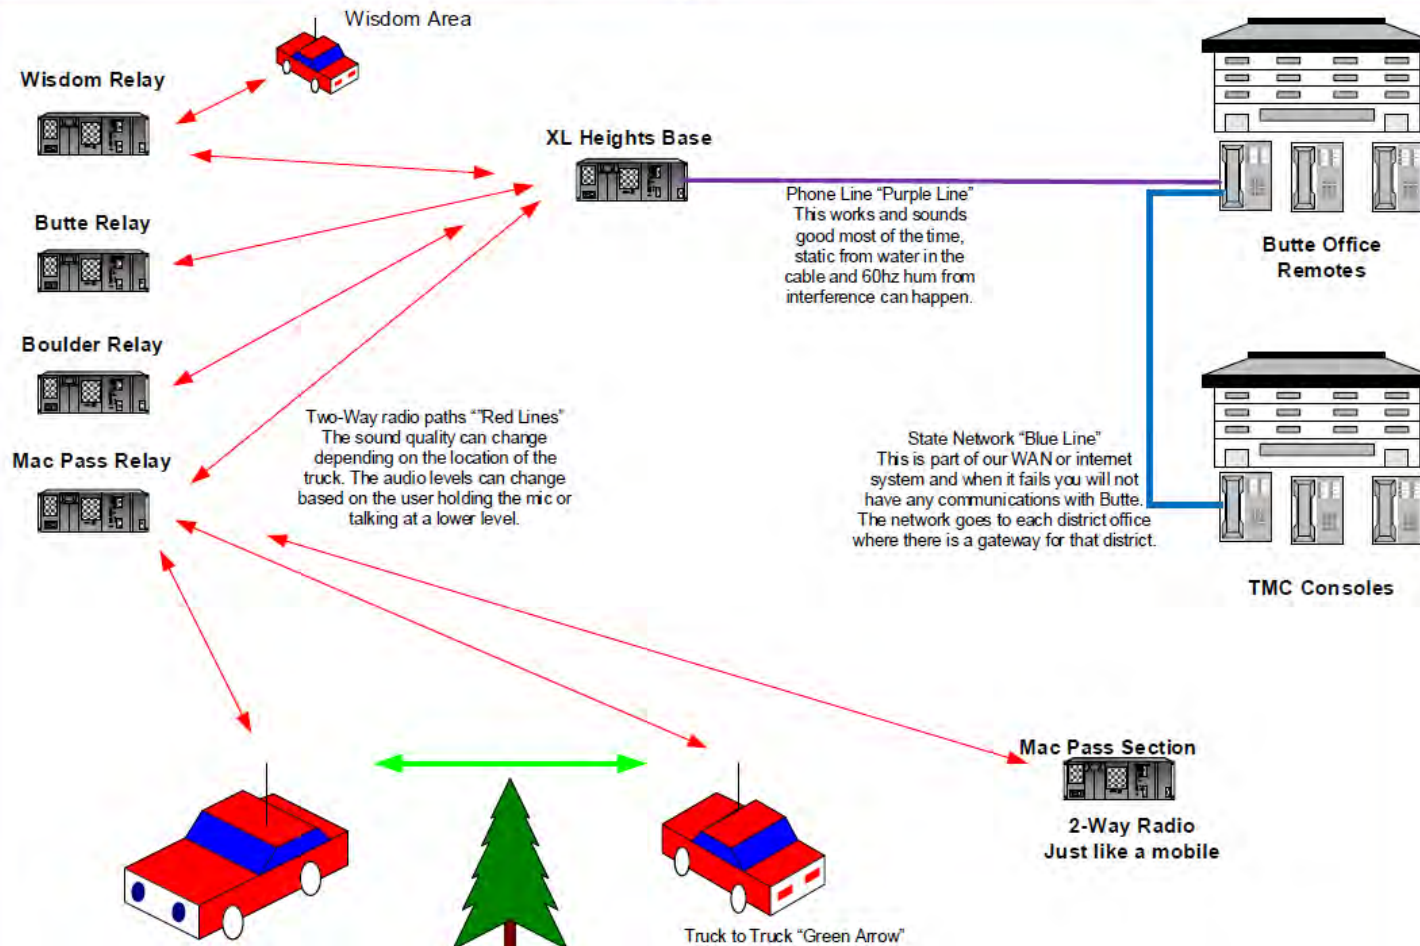 Wisdom Area
Wisdom Relay
XL Heights Base
Phone Line “Purple Line”
This works and sounds
good most of the time,
static from water in the
cable and 60hz hum from
interference can happen.
Butte Office
Remotes
Butte Relay
Boulder Relay
Mac Pass Relay
Two-Way radio paths “”Red Lines”
The sound quality can change
depending on the location of the
truck. The audio levels can change
based on the user holding the mic or
talking at a lower level.
State Network “Blue Line”
This is part of our WAN or internet
system and when it fails you will not
have any communications with Butte.
The network goes to each district office
where there is a gateway for that district.
TMC Consoles
Mac Pass Section
2-Way Radio
Just like a mobile
Truck to Truck “Green Arrow”